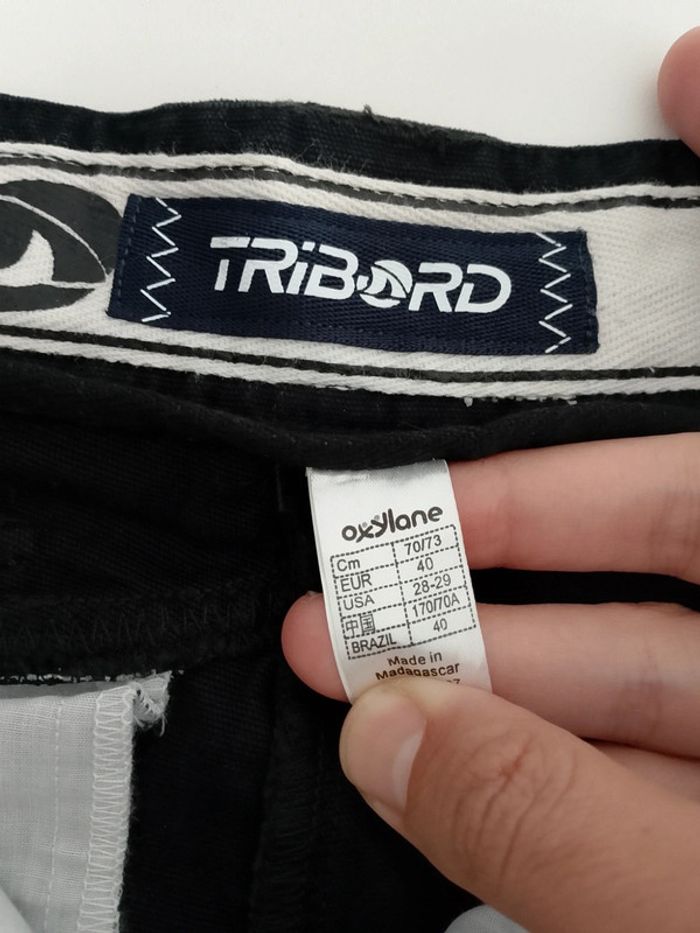 TRiBORD
oxylane
Cm 70/73
EUR 40
USA 28-29
中国 170/70A
BRAZIL 40
Made in
Madagascar